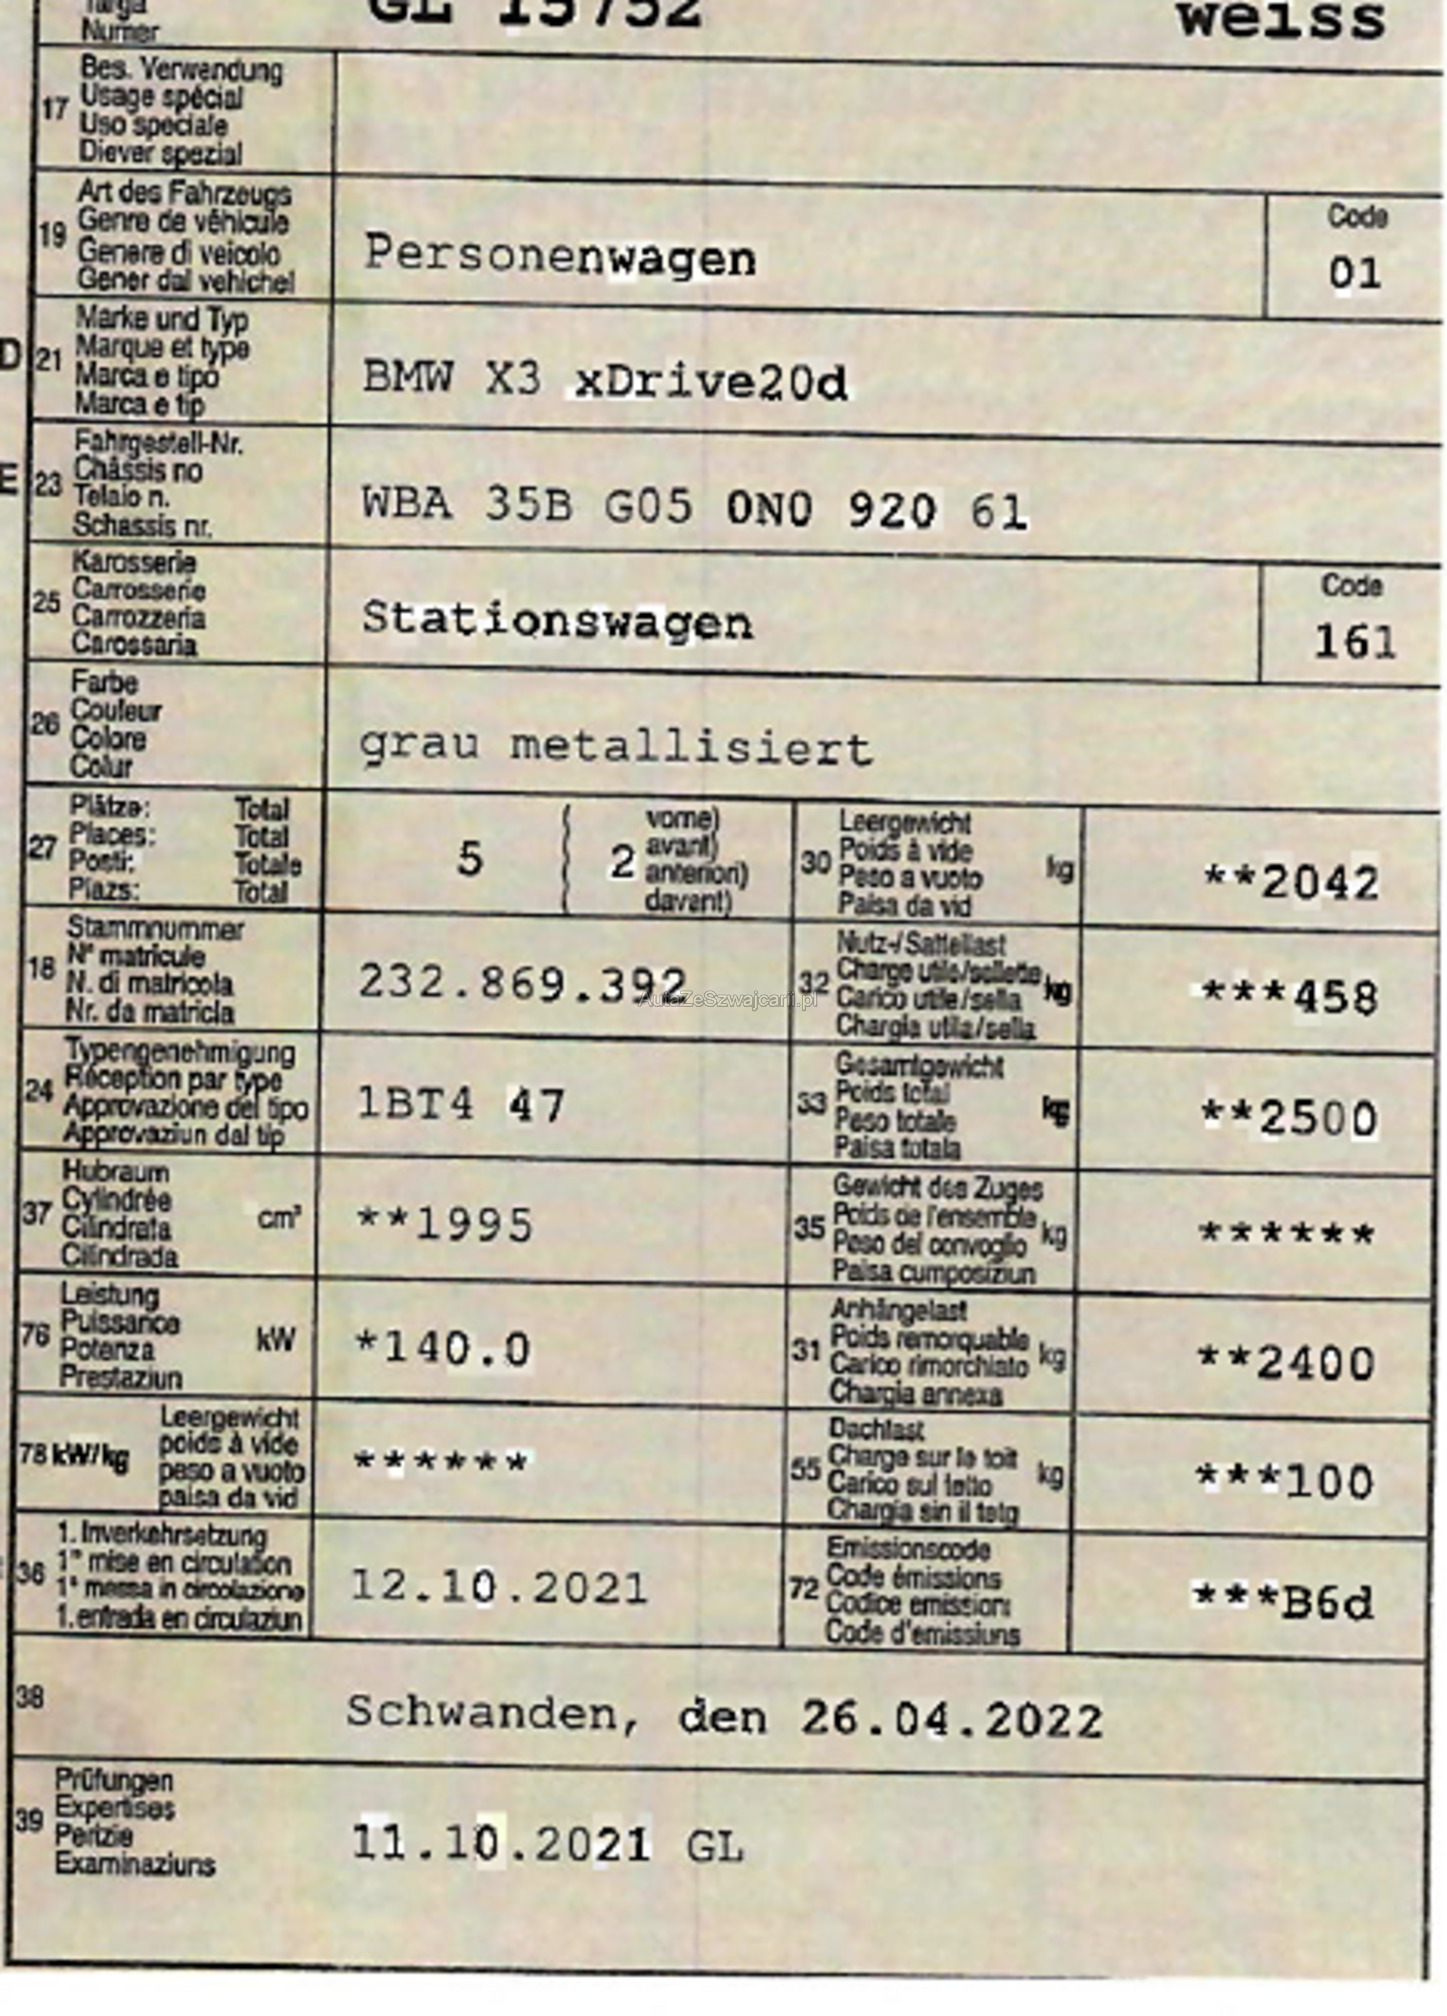 Targa
Numer
GL 15752 weiss
17 Bes. Verwendung
Usage spécial
Uso speciale
Diever spezial
19 Art des Fahrzeugs
Genre de véhicule
Genere di veicolo
Gener dal vehichel
Personenwagen
Code
01
D 21 Marke und Typ
Marque et type
Marca e tipo
Marca e tip
BMW X3 xDrive20d
E 23 Fahrgestell-Nr.
Châssis no
Telaio n.
Schassis nr.
WBA 35B G05 0N0 920 61
25 Karosserie
Carrosserie
Carrozzeria
Carossaria
Stationswagen
Code
161
26 Farbe
Couleur
Colore
Colur
grau metallisiert
27 Plätze: Total
Places: Total
Posti: Totale
Plazs: Total
5 ( 2 vorne)
avant)
anteriori)
davant)
30 Leergewicht
Poids à vide
Peso a vuoto
Paisa da vid
kg
**2042
18 Stammnummer
N° matricule
N. di matricola
Nr. da matricla
232.869.392
AutaZeSzwajcarii.pl
32 Nutz-/Sattellast
Charge utile/sellette
Carico utile/sella
Chargia utila/sella
kg
***458
24 Typengenehmigung
Réception par type
Approvazione del tipo
Approvaziun dal tip
1BT4 47
33 Gesamtgewicht
Poids total
Peso totale
Paisa totala
kg
**2500
37 Hubraum
Cylindrée
Cilindrata
Cilindrada
cm³
**1995
35 Gewicht des Zuges
Poids de l'ensemble
Peso del convoglio
Paisa cumposiziun
kg
******
76 Leistung
Puissance
Potenza
Prestaziun
kW
*140.0
31 Anhängelast
Poids remorquable
Carico rimorchiato
Chargia annexa
kg
**2400
78 kW/kg Leergewicht
poids à vide
peso a vuoto
paisa da vid
******
55 Dachlast
Charge sur le toit
Carico sul tetto
Chargia sin il tetg
kg
***100
36 1. Inverkehrsetzung
1re mise en circulation
1a messa in circolazione
1. entrada en circulaziun
12.10.2021
72 Emissionscode
Code émissions
Codice emissioni
Code d'emissiuns
***B6d
38 Schwanden, den 26.04.2022
39 Prüfungen
Expertises
Perizie
Examinaziuns
11.10.2021 GL